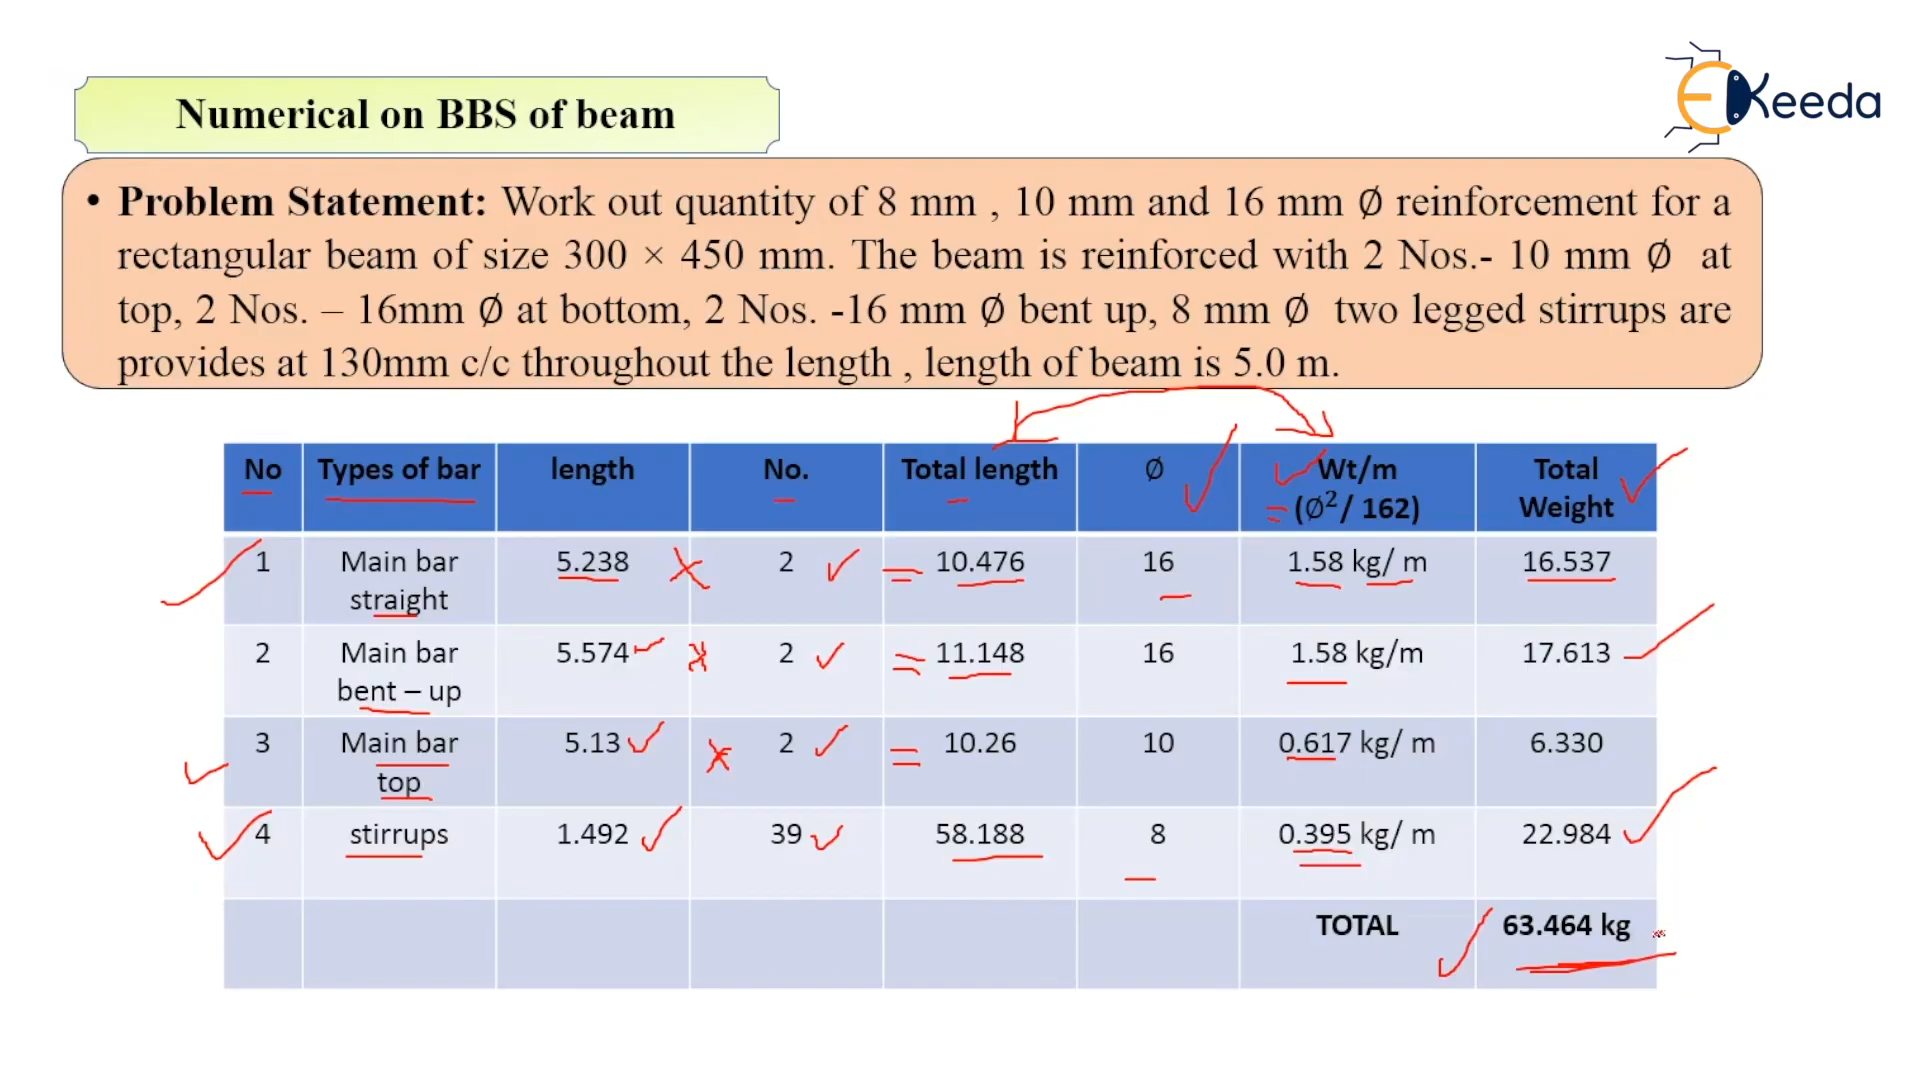 EKeeda
Numerical on BBS of beam
• Problem Statement: Work out quantity of 8 mm , 10 mm and 16 mm Ø reinforcement for a
rectangular beam of size 300 × 450 mm. The beam is reinforced with 2 Nos.- 10 mm Ø at
top, 2 Nos. – 16mm Ø at bottom, 2 Nos. -16 mm Ø bent up, 8 mm Ø two legged stirrups are
provides at 130mm c/c throughout the length , length of beam is 5.0 m.
No Types of bar length No. Total length Ø Wt/m Total
(Ø²/ 162) Weight
1 Main bar 5.238 × 2 = 10.476 16 1.58 kg/ m 16.537
straight
2 Main bar 5.574 × 2 = 11.148 16 1.58 kg/m 17.613
bent – up
3 Main bar 5.13 × 2 = 10.26 10 0.617 kg/ m 6.330
top
4 stirrups 1.492 39 58.188 8 0.395 kg/ m 22.984
TOTAL 63.464 kg